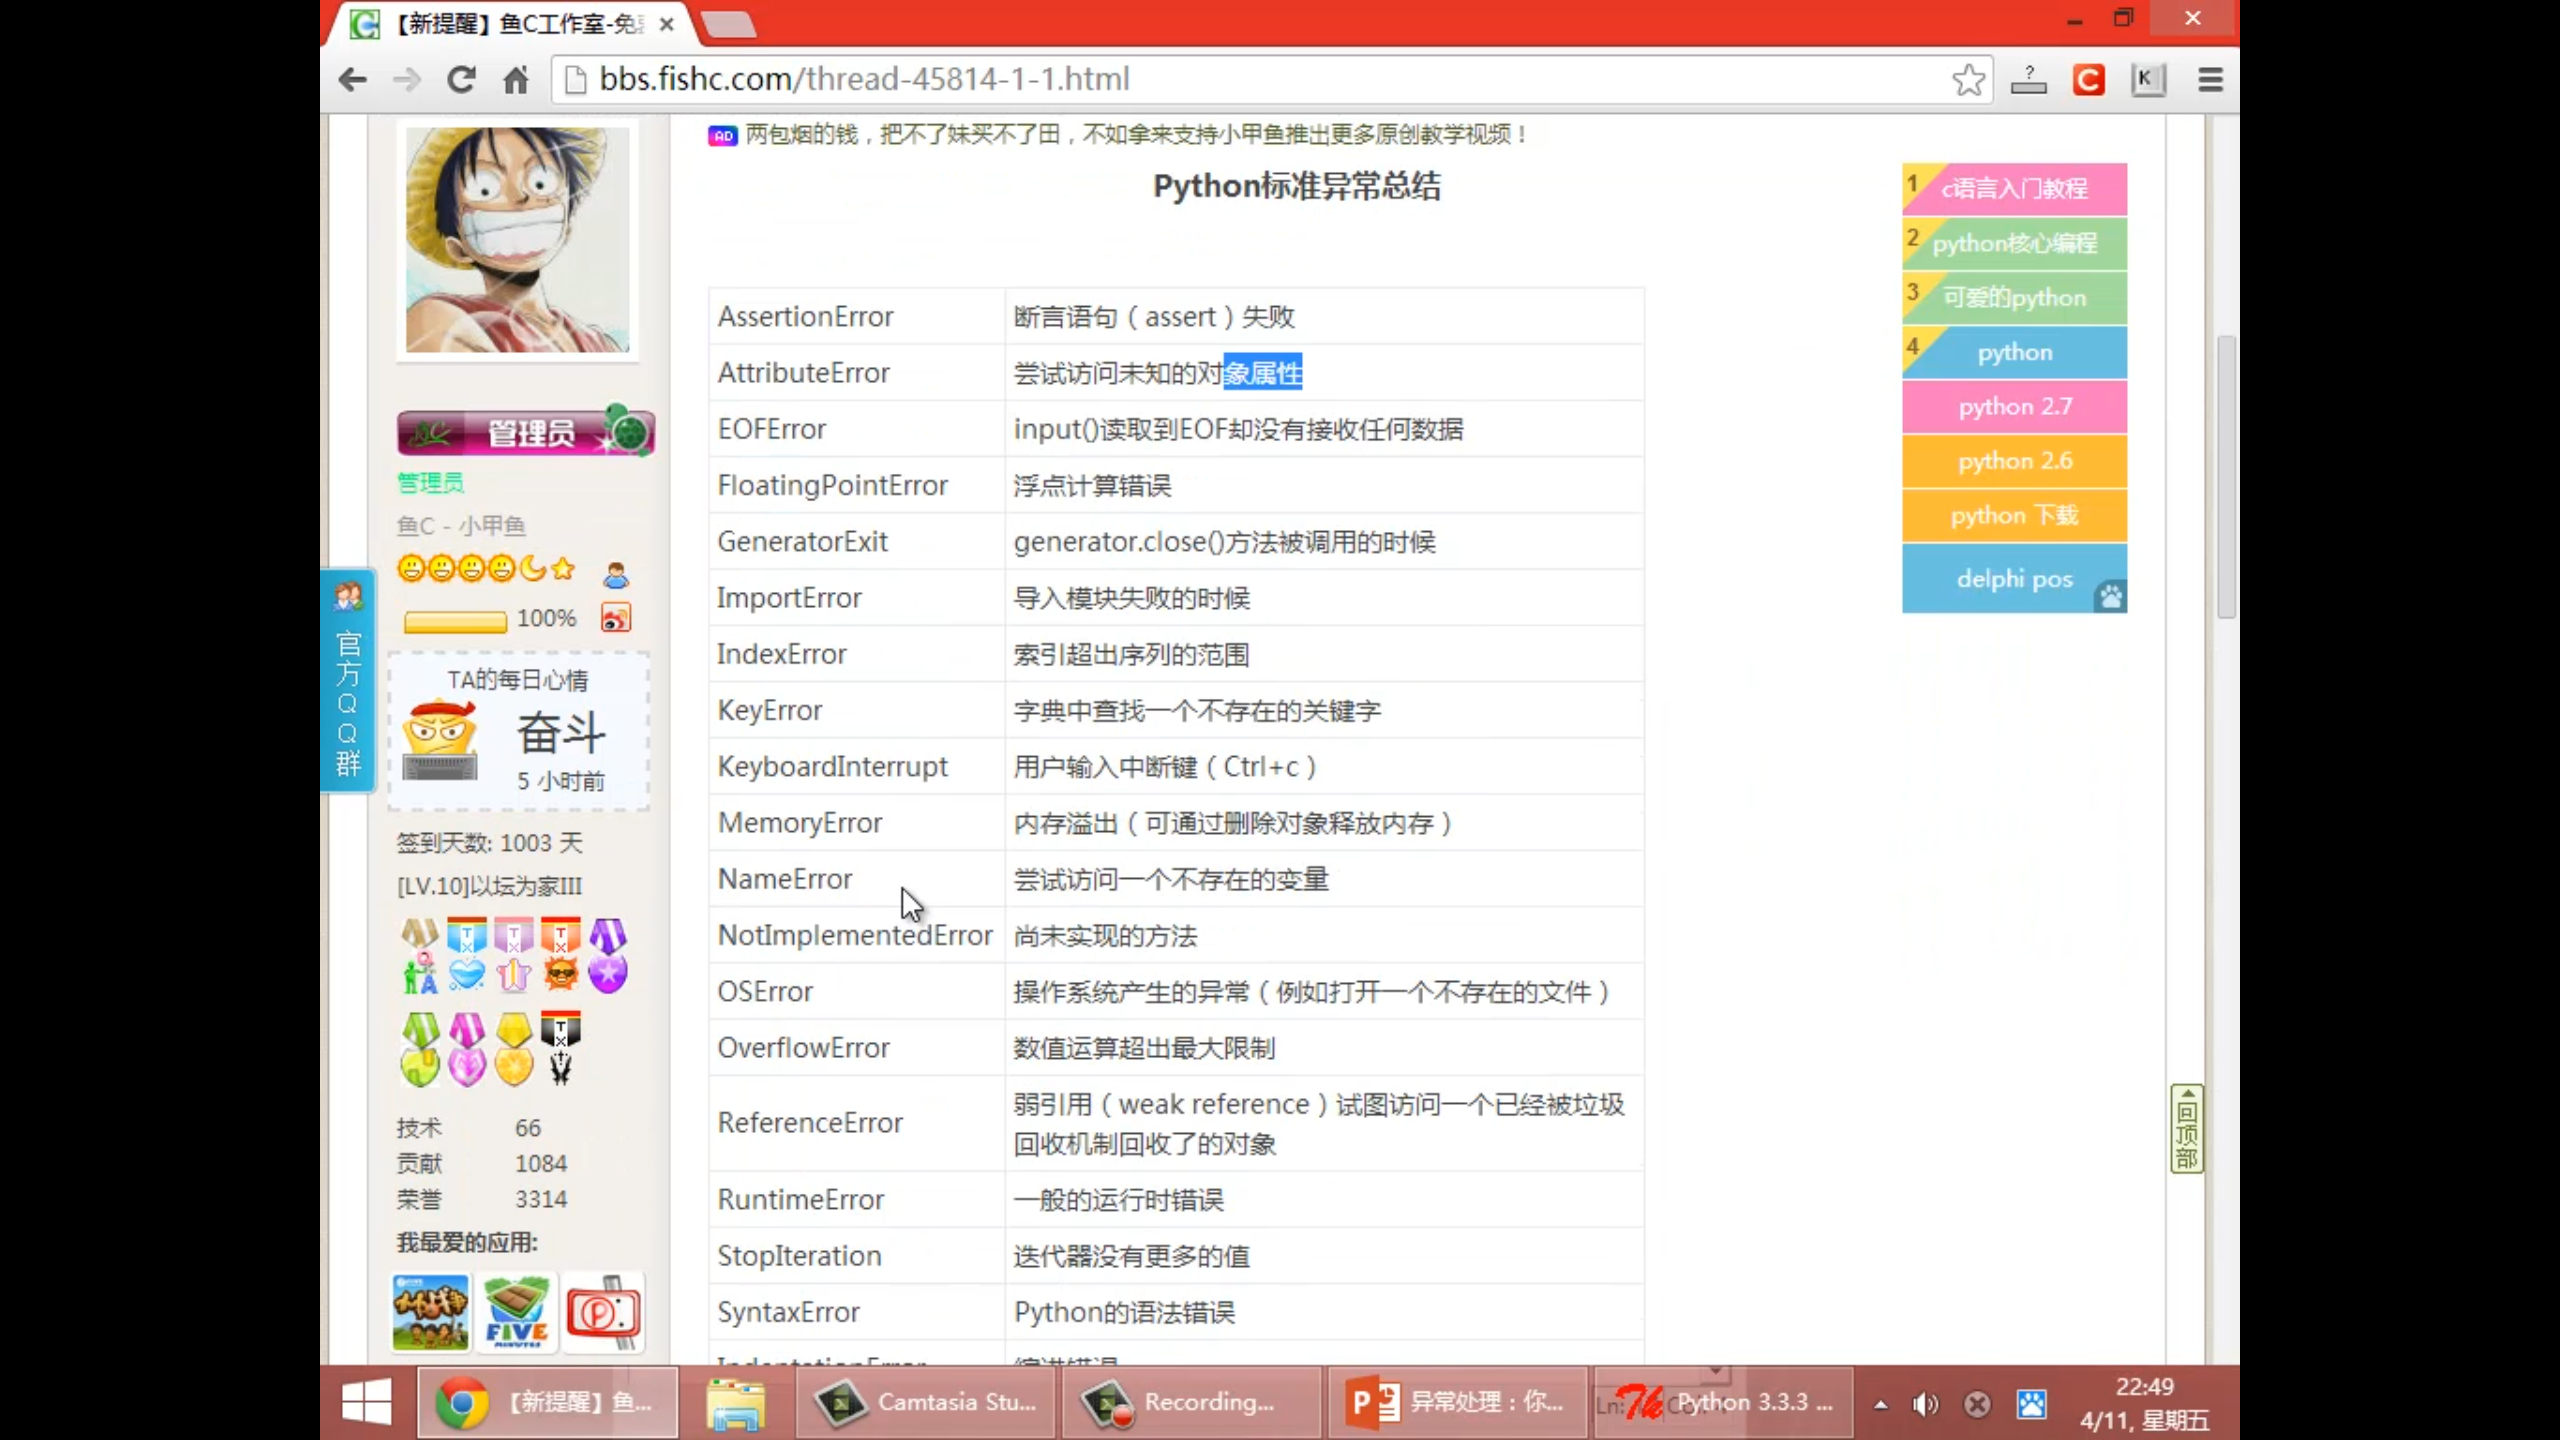 【新提醒】鱼C工作室-免
bbs.fishc.com/thread-45814-1-1.html
AD 两包烟的钱，把不了妹买不了田，不如拿来支持小甲鱼推出更多原创教学视频！
Python标准异常总结
AssertionError 断言语句（assert）失败
AttributeError 尝试访问未知的对象属性
EOFError input()读取到EOF却没有接收任何数据
FloatingPointError 浮点计算错误
GeneratorExit generator.close()方法被调用的时候
ImportError 导入模块失败的时候
IndexError 索引超出序列的范围
KeyError 字典中查找一个不存在的关键字
KeyboardInterrupt 用户输入中断键（Ctrl+c）
MemoryError 内存溢出（可通过删除对象释放内存）
NameError 尝试访问一个不存在的变量
NotImplementedError 尚未实现的方法
OSError 操作系统产生的异常（例如打开一个不存在的文件）
OverflowError 数值运算超出最大限制
ReferenceError 弱引用（weak reference）试图访问一个已经被垃圾
回收机制回收了的对象
RuntimeError 一般的运行时错误
StopIteration 迭代器没有更多的值
SyntaxError Python的语法错误
IndentationError 缩进错误
管理员
管理员
鱼C - 小甲鱼
100%
TA的每日心情
奋斗
5 小时前
签到天数: 1003 天
[LV.10]以坛为家III
技术 66
贡献 1084
荣誉 3314
我最爱的应用:
FIVE
MINUTES
官方QQ群
1 c语言入门教程
2 python核心编程
3 可爱的python
4 python
python 2.7
python 2.6
python 下载
delphi pos
回顶部
【新提醒】鱼...
Camtasia Stu...
Recording...
异常处理：你...
Python 3.3.3 ...
22:49
4/11, 星期五